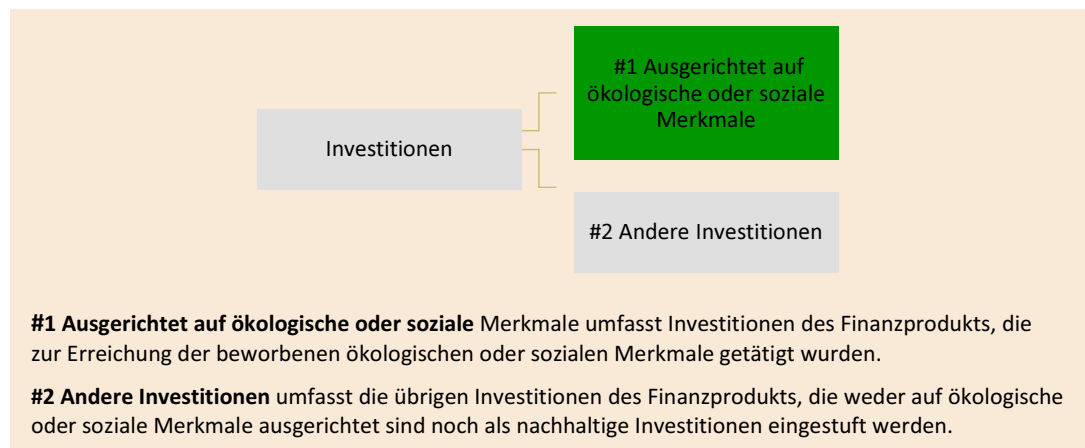 #1 Ausgerichtet auf
ökologische oder soziale
Merkmale
Investitionen
#2 Andere Investitionen
#1 Ausgerichtet auf ökologische oder soziale Merkmale umfasst Investitionen des Finanzprodukts, die
zur Erreichung der beworbenen ökologischen oder sozialen Merkmale getätigt wurden.
#2 Andere Investitionen umfasst die übrigen Investitionen des Finanzprodukts, die weder auf ökologische
oder soziale Merkmale ausgerichtet sind noch als nachhaltige Investitionen eingestuft werden.